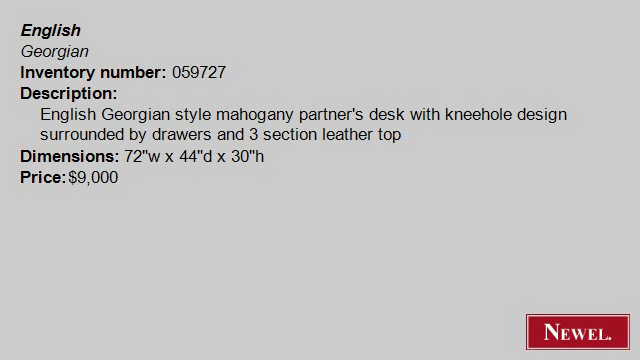 English
Georgian
Inventory number: 059727
Description:
English Georgian style mahogany partner's desk with kneehole design
surrounded by drawers and 3 section leather top
Dimensions: 72"w x 44"d x 30"h
Price:$9,000
NEWEL.